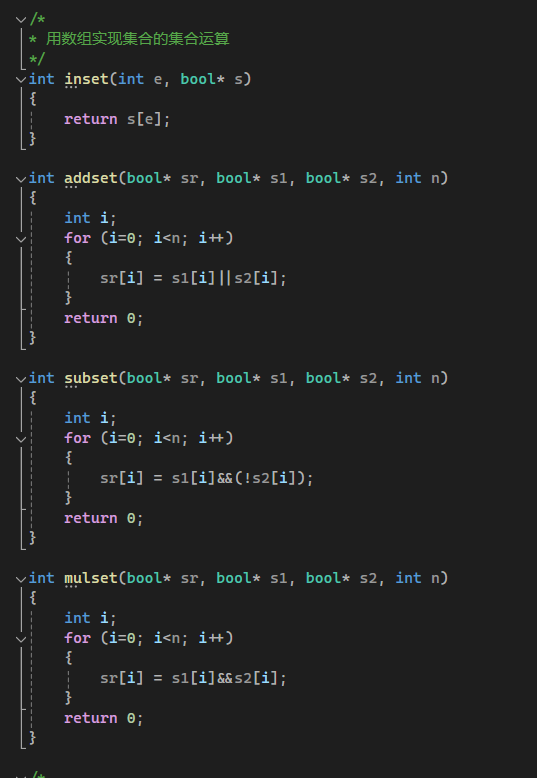 /*
* 用数组实现集合的集合运算
*/
int inset(int e, bool* s)
{
    return s[e];
}
int addset(bool* sr, bool* s1, bool* s2, int n)
{
    int i;
    for (i=0; i<n; i++)
    {
        sr[i] = s1[i]||s2[i];
    }
    return 0;
}
int subset(bool* sr, bool* s1, bool* s2, int n)
{
    int i;
    for (i=0; i<n; i++)
    {
        sr[i] = s1[i]&&(!s2[i]);
    }
    return 0;
}
int mulset(bool* sr, bool* s1, bool* s2, int n)
{
    int i;
    for (i=0; i<n; i++)
    {
        sr[i] = s1[i]&&s2[i];
    }
    return 0;
}
/*